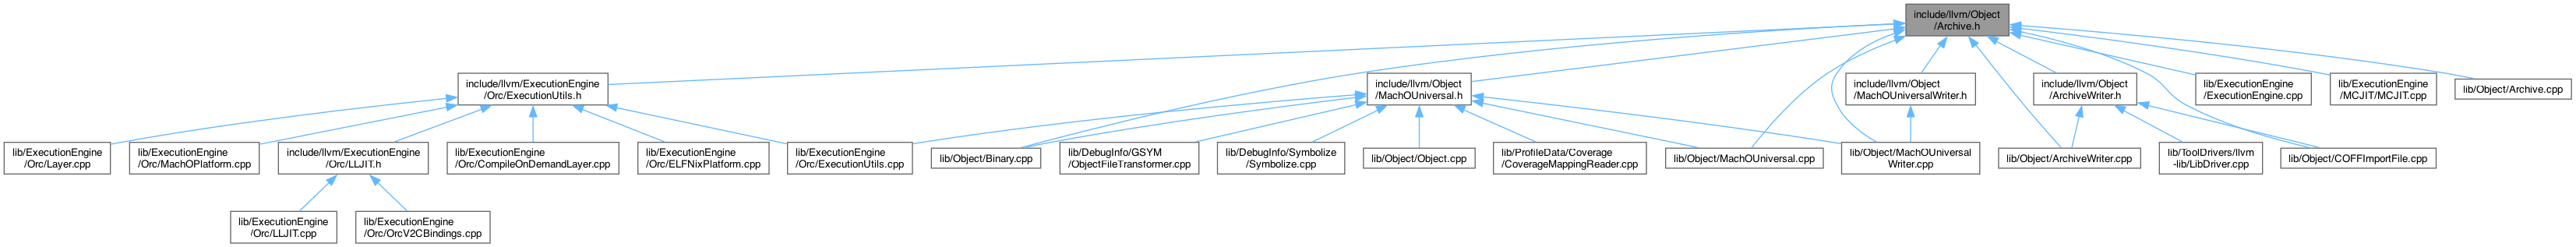 include/llvm/Object
/Archive.h
include/llvm/ExecutionEngine
/Orc/ExecutionUtils.h
include/llvm/Object
/MachOUniversal.h
include/llvm/Object
/MachOUniversalWriter.h
include/llvm/Object
/ArchiveWriter.h
lib/ExecutionEngine
/ExecutionEngine.cpp
lib/ExecutionEngine
/MCJIT/MCJIT.cpp
lib/Object/Archive.cpp
lib/ExecutionEngine
/Orc/Layer.cpp
lib/ExecutionEngine
/Orc/MachOPlatform.cpp
include/llvm/ExecutionEngine
/Orc/LLJIT.h
lib/ExecutionEngine
/Orc/CompileOnDemandLayer.cpp
lib/ExecutionEngine
/Orc/ELFNixPlatform.cpp
lib/ExecutionEngine
/Orc/ExecutionUtils.cpp
lib/Object/Binary.cpp
lib/DebugInfo/GSYM
/ObjectFileTransformer.cpp
lib/DebugInfo/Symbolize
/Symbolize.cpp
lib/Object/Object.cpp
lib/ProfileData/Coverage
/CoverageMappingReader.cpp
lib/Object/MachOUniversal.cpp
lib/Object/MachOUniversal
Writer.cpp
lib/Object/ArchiveWriter.cpp
lib/ToolDrivers/llvm
-lib/LibDriver.cpp
lib/Object/COFFImportFile.cpp
lib/ExecutionEngine
/Orc/LLJIT.cpp
lib/ExecutionEngine
/Orc/OrcV2CBindings.cpp